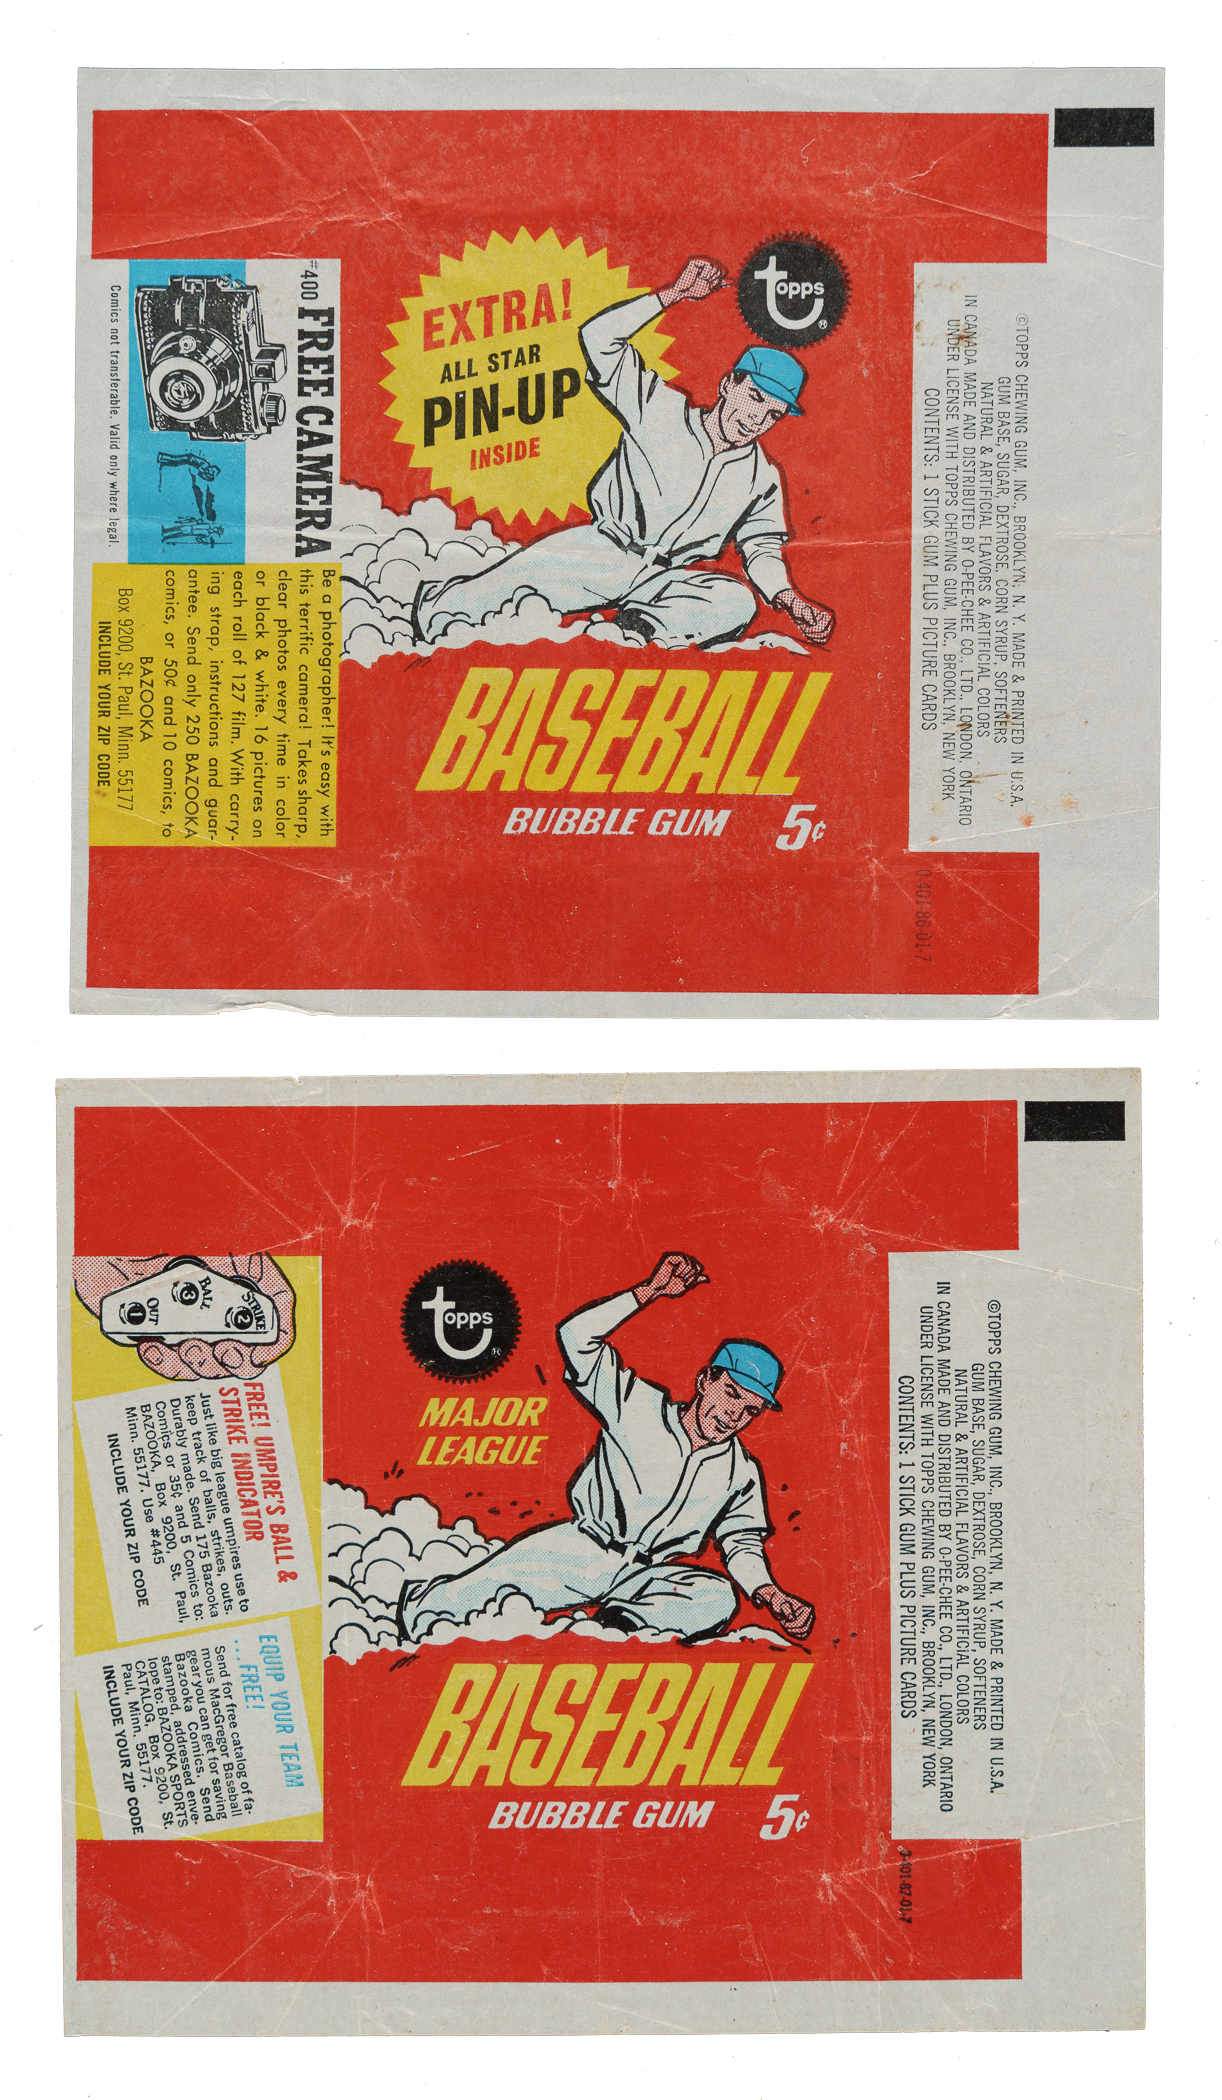 EXTRA!
ALL STAR
PIN-UP
INSIDE
topps
®
BASEBALL
BUBBLE GUM 5¢
#400 FREE CAMERA
Comics not transferable. Valid only where legal.
Be a photographer! It's easy with
this terrific camera! Takes sharp,
clear photos every time in color
or black & white. 16 pictures on
each roll of 127 film. With carry-
ing strap, instructions and guar-
antee. Send only 250 BAZOOKA
comics, or 50¢ and 10 comics, to
BAZOOKA
Box 9200, St. Paul, Minn. 55177
INCLUDE YOUR ZIP CODE
©TOPPS CHEWING GUM, INC., BROOKLYN, N. Y. MADE & PRINTED IN U.S.A.
GUM BASE, SUGAR, DEXTROSE, CORN SYRUP, SOFTENERS
NATURAL & ARTIFICIAL FLAVORS & ARTIFICIAL COLORS
IN CANADA MADE AND DISTRIBUTED BY O-PEE-CHEE CO., LTD., LONDON, ONTARIO
UNDER LICENSE WITH TOPPS CHEWING GUM, INC., BROOKLYN, NEW YORK
CONTENTS: 1 STICK GUM PLUS PICTURE CARDS
0-401-86-01-7
topps
®
MAJOR
LEAGUE
BASEBALL
BUBBLE GUM 5¢
STRIKE
2
BALL
3
OUT
1
FREE! UMPIRE'S BALL &
STRIKE INDICATOR
Just like big league umpires use to
keep track of balls, strikes, outs.
Durably made. Send 175 Bazooka
Comics or 35¢ and 5 Comics to:
BAZOOKA, Box 9200, St. Paul,
Minn. 55177. Use #445
INCLUDE YOUR ZIP CODE
EQUIP YOUR TEAM
...FREE!
Send for free catalog of fa-
mous MacGregor Baseball
gear you can get for saving
Bazooka Comics. Send
stamped, addressed enve-
lope to: BAZOOKA SPORTS
CATALOG, Box 9200, St.
Paul, Minn. 55177.
INCLUDE YOUR ZIP CODE
©TOPPS CHEWING GUM, INC., BROOKLYN, N. Y. MADE & PRINTED IN U.S.A.
GUM BASE, SUGAR, DEXTROSE, CORN SYRUP, SOFTENERS
NATURAL & ARTIFICIAL FLAVORS & ARTIFICIAL COLORS
IN CANADA MADE AND DISTRIBUTED BY O-PEE-CHEE CO., LTD., LONDON, ONTARIO
UNDER LICENSE WITH TOPPS CHEWING GUM, INC., BROOKLYN, NEW YORK
CONTENTS: 1 STICK GUM PLUS PICTURE CARDS
0-401-87-01-7